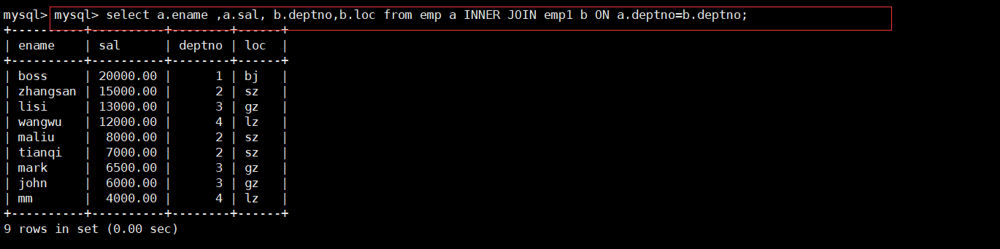 mysql> mysql> select a.ename ,a.sal, b.deptno,b.loc from emp a INNER JOIN emp1 b ON a.deptno=b.deptno;
+----------+----------+--------+------+
| ename    | sal      | deptno | loc  |
+----------+----------+--------+------+
| boss     | 20000.00 |      1 | bj   |
| zhangsan | 15000.00 |      2 | sz   |
| lisi     | 13000.00 |      3 | gz   |
| wangwu   | 12000.00 |      4 | lz   |
| maliu    |  8000.00 |      2 | sz   |
| tianqi   |  7000.00 |      2 | sz   |
| mark     |  6500.00 |      3 | gz   |
| john     |  6000.00 |      3 | gz   |
| mm       |  4000.00 |      4 | lz   |
+----------+----------+--------+------+
9 rows in set (0.00 sec)